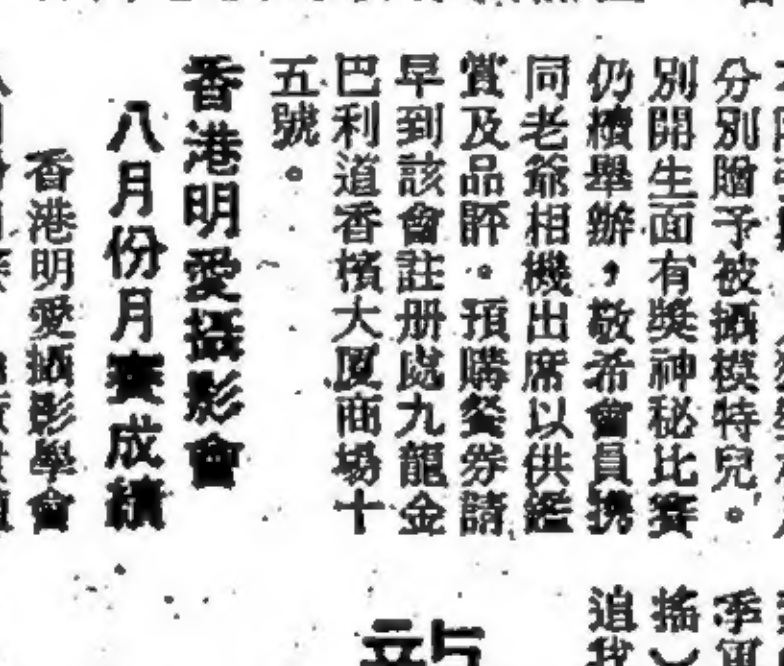 分別贈予被攝模特兒。
別開生面有獎神秘比賽
仍續舉辦，敬希會員携
同老爺相機出席以供鑑
賞及品評。預購餐券請
早到該會註册處九龍金
巴利道香檳大厦商場十
五號。
香港明愛攝影會
八月份月賽成績
香港明愛攝影學會